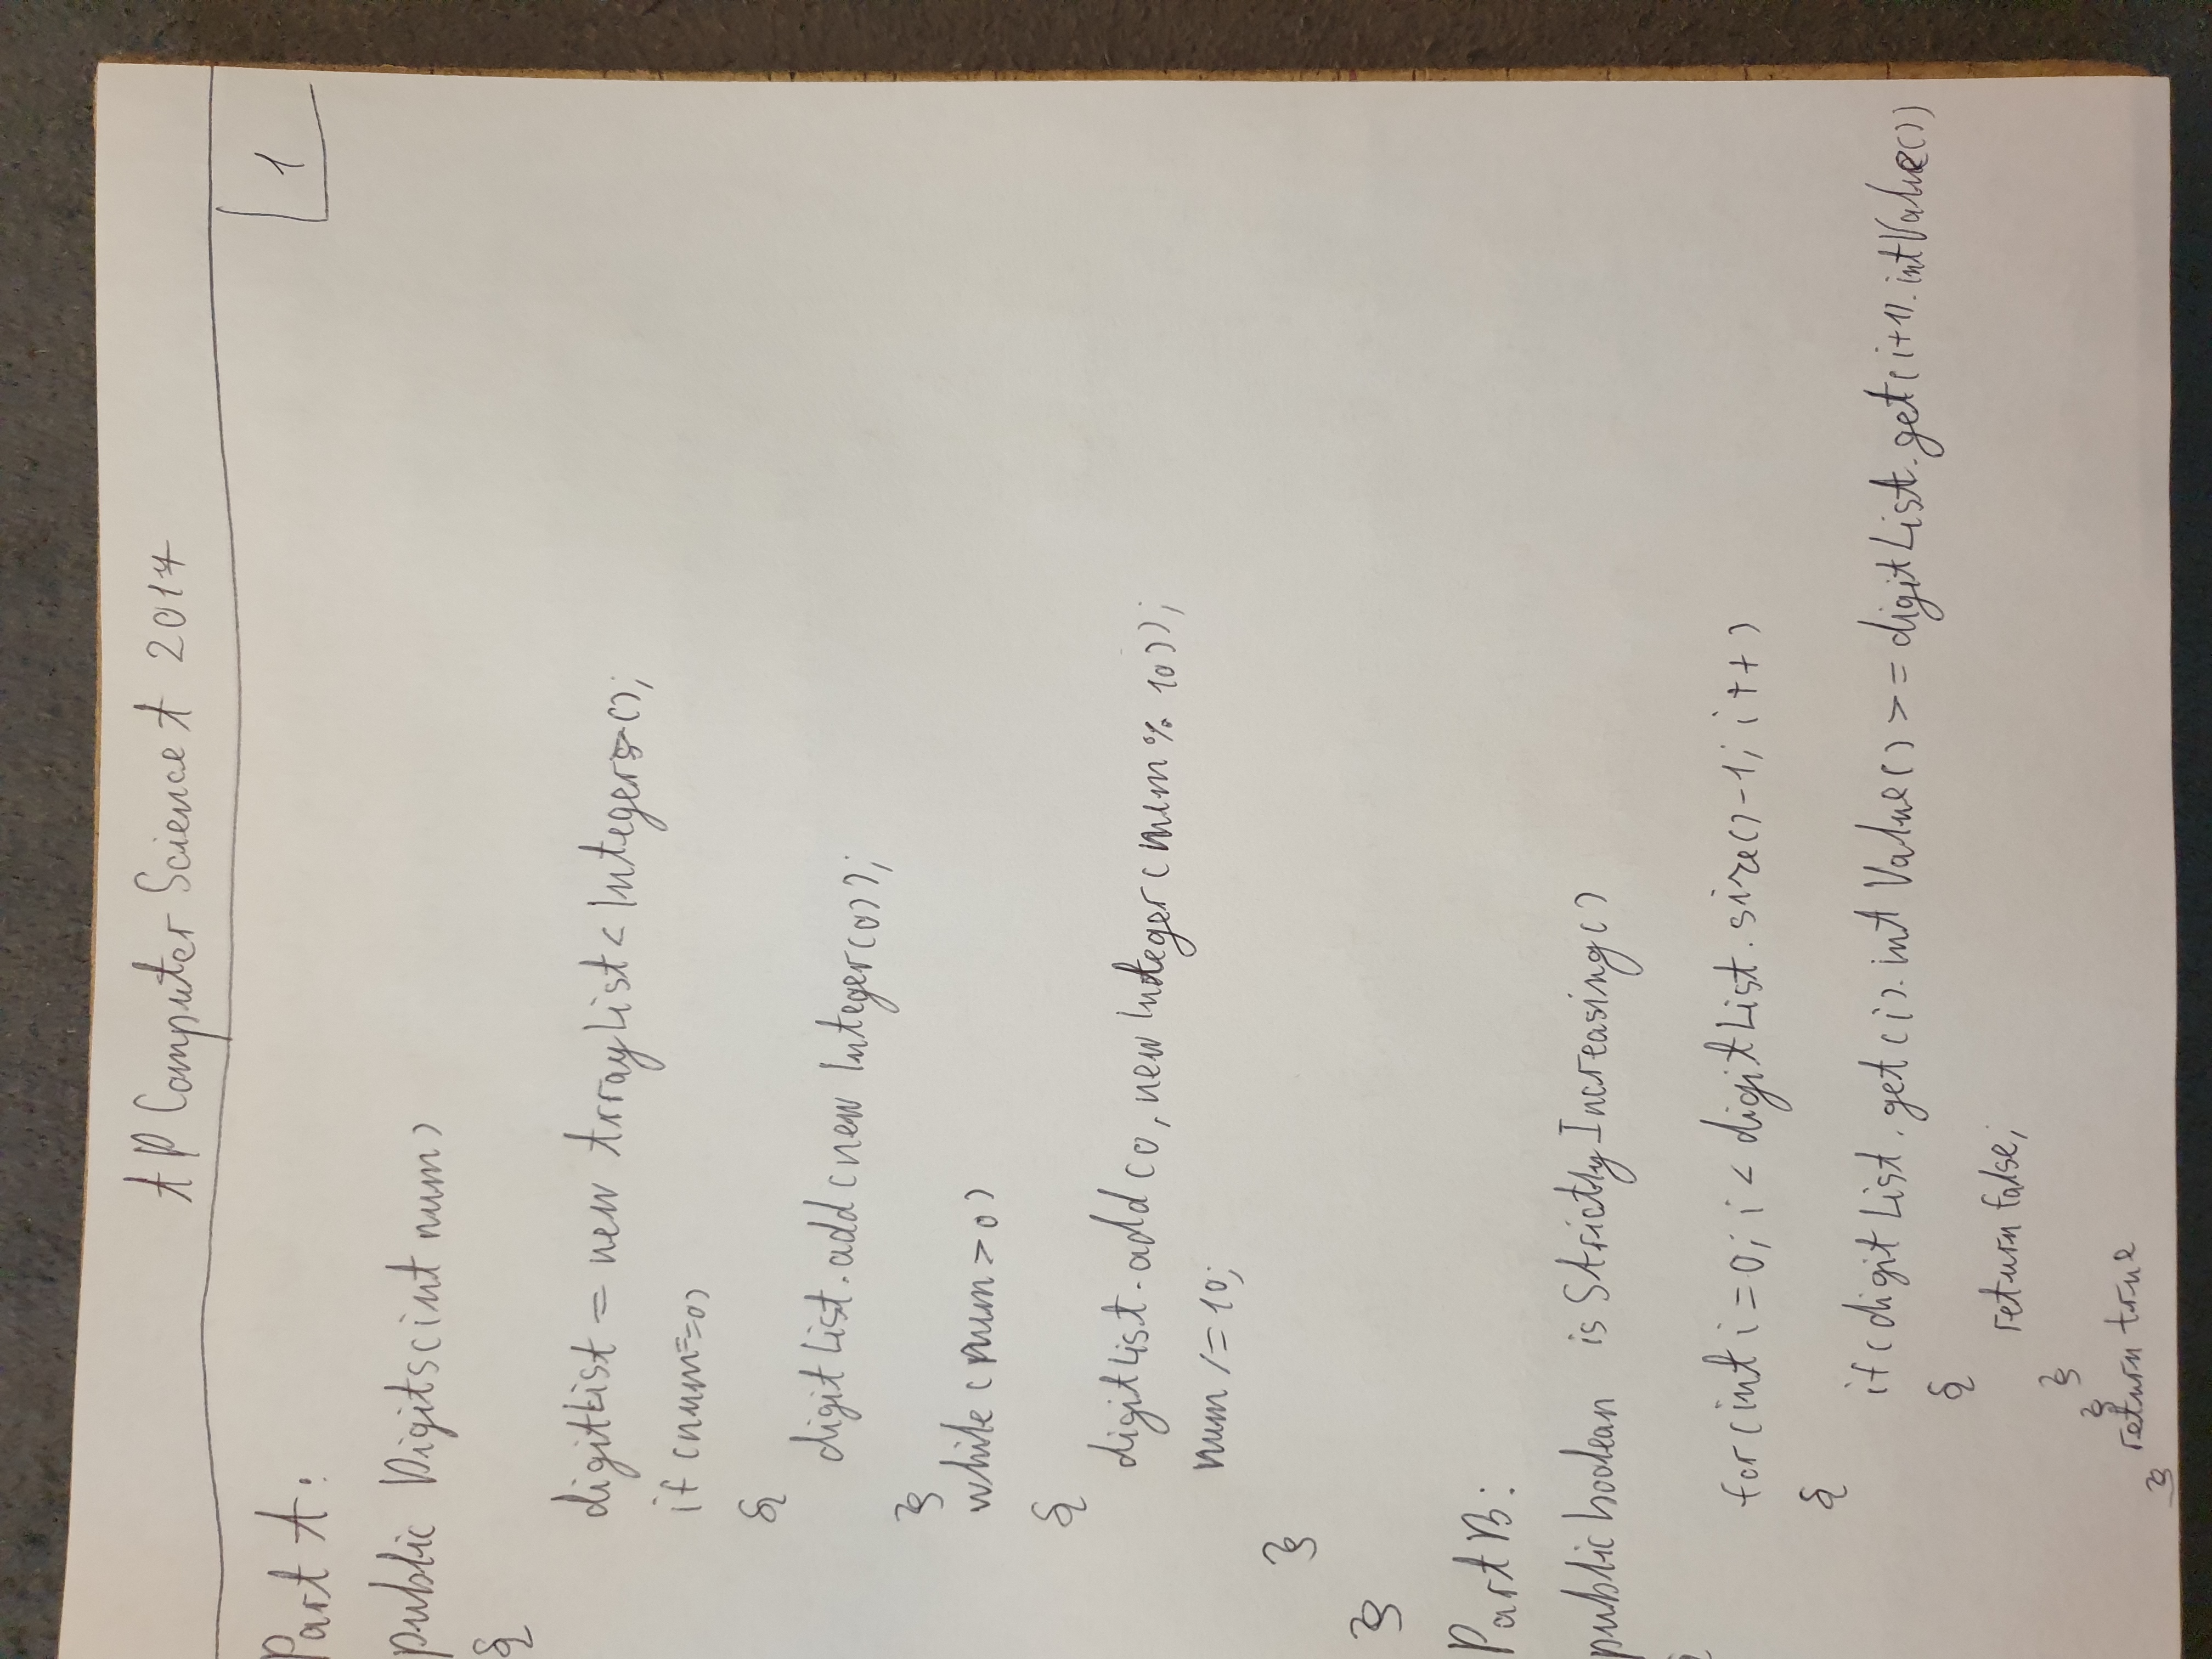 AP Computer Science A 2017
1
Part A:
public Digits(int num)
{
digitList = new ArrayList<Integer>();
if (num==0)
{
digitList.add(new Integer(0));
}
while (num > 0)
{
digitList.add(0, new Integer(num % 10));
num /= 10;
}
}
Part B:
public boolean isStrictlyIncreasing()
{
for(int i = 0; i < digitList.size()-1; i++)
{
if(digitList.get(i).intValue() >= digitList.get(i+1).intValue())
{
return false;
}
}
return true
}